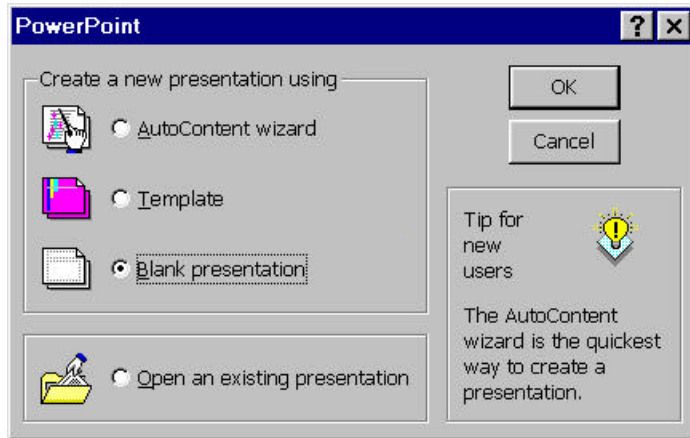 PowerPoint
Create a new presentation using
AutoContent wizard
Template
Blank presentation
Open an existing presentation
OK
Cancel
Tip for
new
users
The AutoContent
wizard is the quickest
way to create a
presentation.